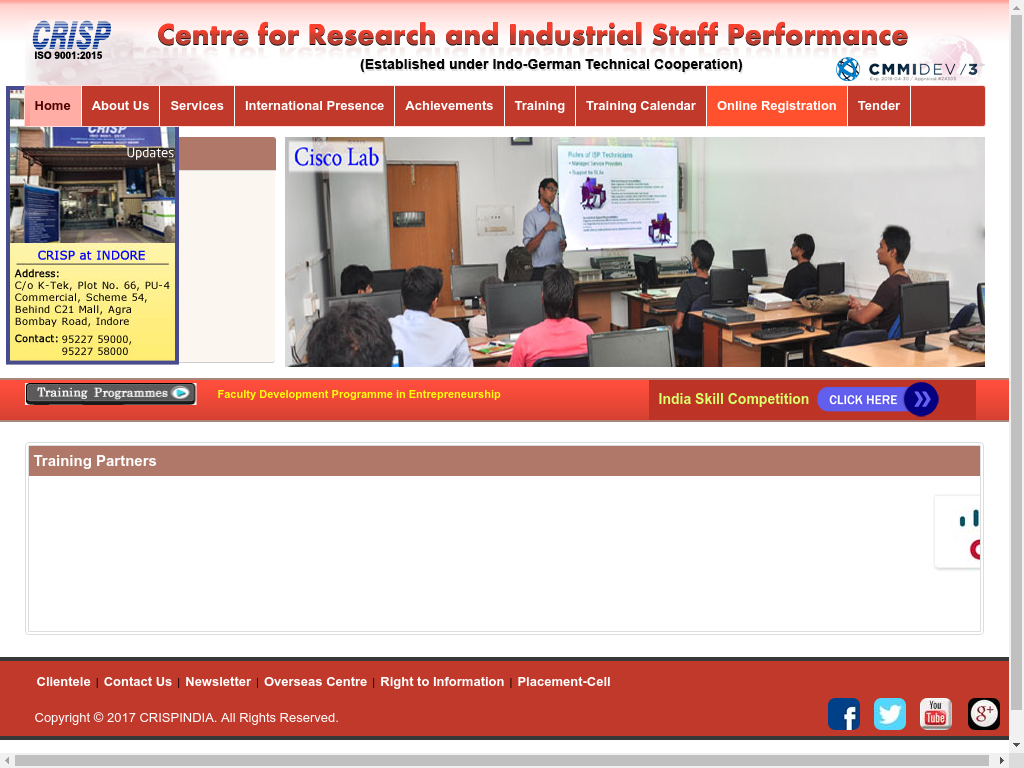 CRISP
ISO 9001:2015
Centre for Research and Industrial Staff Performance
(Established under Indo-German Technical Cooperation)
CMMIDEV/3
Home
About Us
Services
International Presence
Achievements
Training
Training Calendar
Online Registration
Tender
CRISP
Updates
CRISP at INDORE
Address:
C/o K-Tek, Plot No. 66, PU-4
Commercial, Scheme 54,
Behind C21 Mall, Agra
Bombay Road, Indore
Contact: 95227 59000,
95227 58000
Cisco Lab
Rules of ISP Technicians
Managed Service Providers
Training Programmes
Faculty Development Programme in Entrepreneurship
India Skill Competition
CLICK HERE
Training Partners
Clientele | Contact Us | Newsletter | Overseas Centre | Right to Information | Placement-Cell
Copyright © 2017 CRISPINDIA. All Rights Reserved.
You
Tube
g+